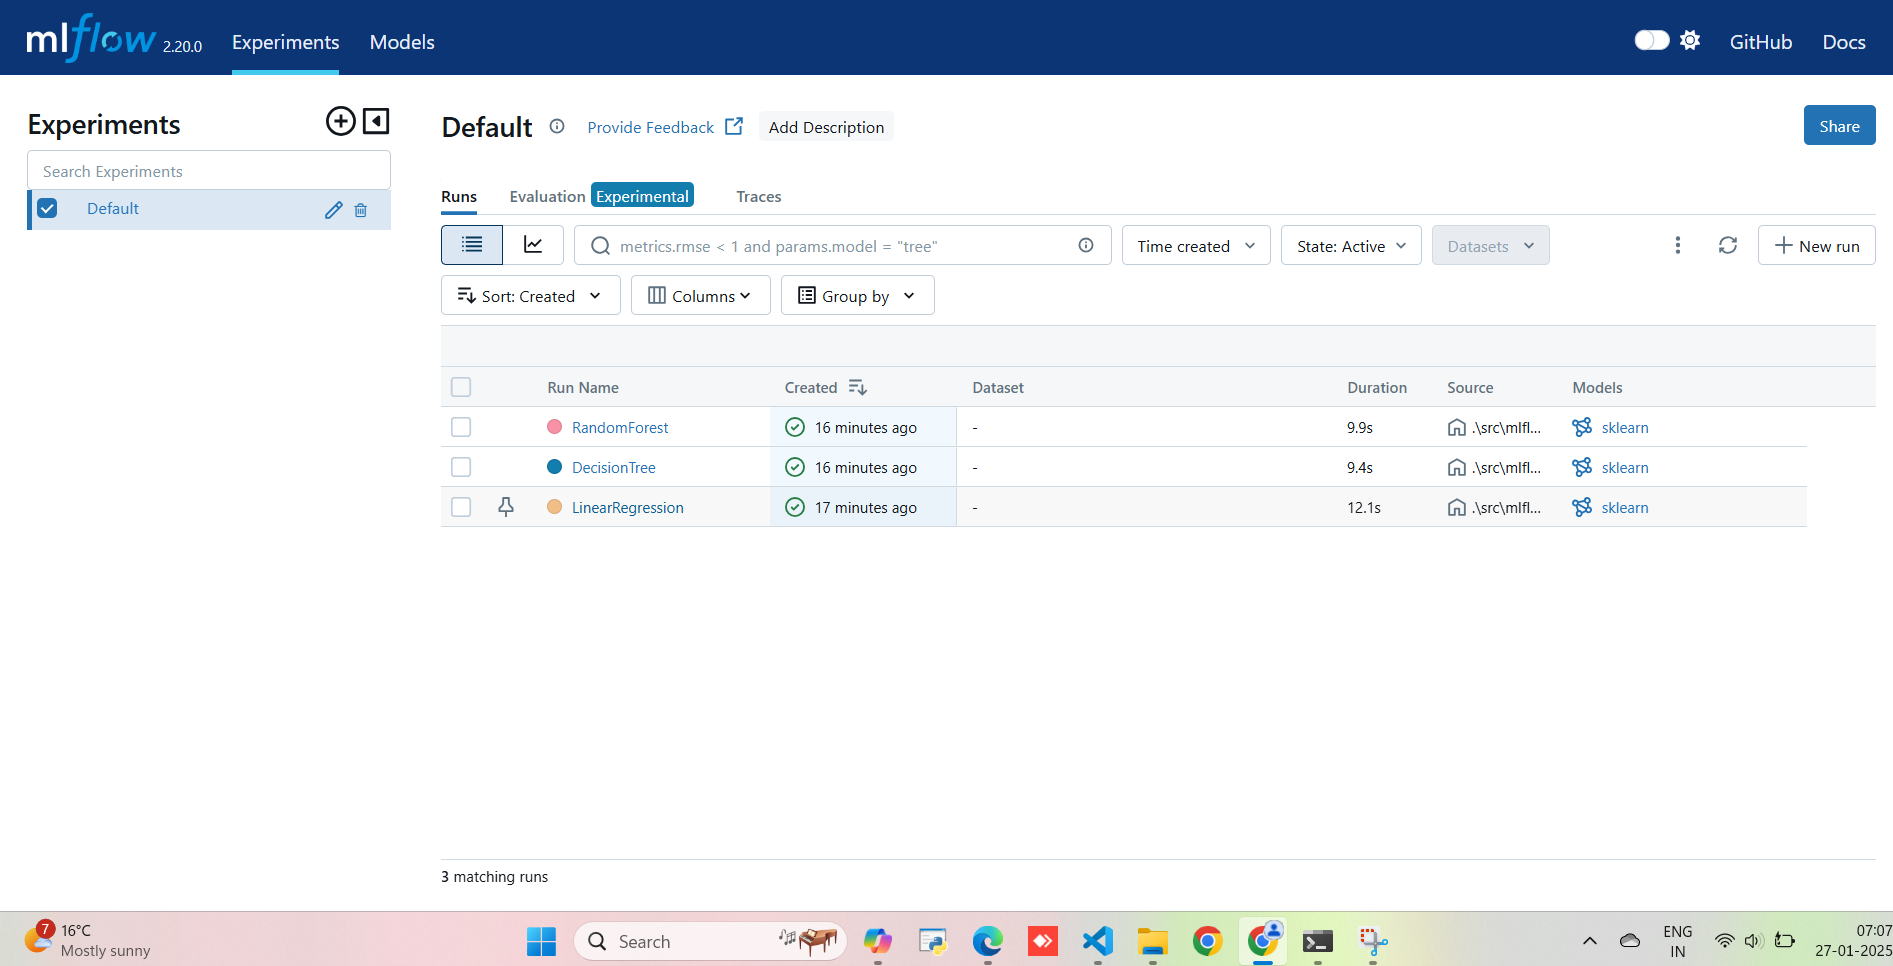 mlflow 2.20.0 Experiments Models GitHub Docs
Experiments
Search Experiments
Default
Default Provide Feedback Add Description Share
Runs Evaluation Experimental Traces
metrics.rmse < 1 and params.model = "tree" Time created State: Active Datasets New run
Sort: Created Columns Group by
Run Name Created Dataset Duration Source Models
RandomForest 16 minutes ago - 9.9s .\src\mlfl... sklearn
DecisionTree 16 minutes ago - 9.4s .\src\mlfl... sklearn
LinearRegression 17 minutes ago - 12.1s .\src\mlfl... sklearn
3 matching runs
7 16°C
Mostly sunny
Search
ENG
IN
07:07
27-01-2025